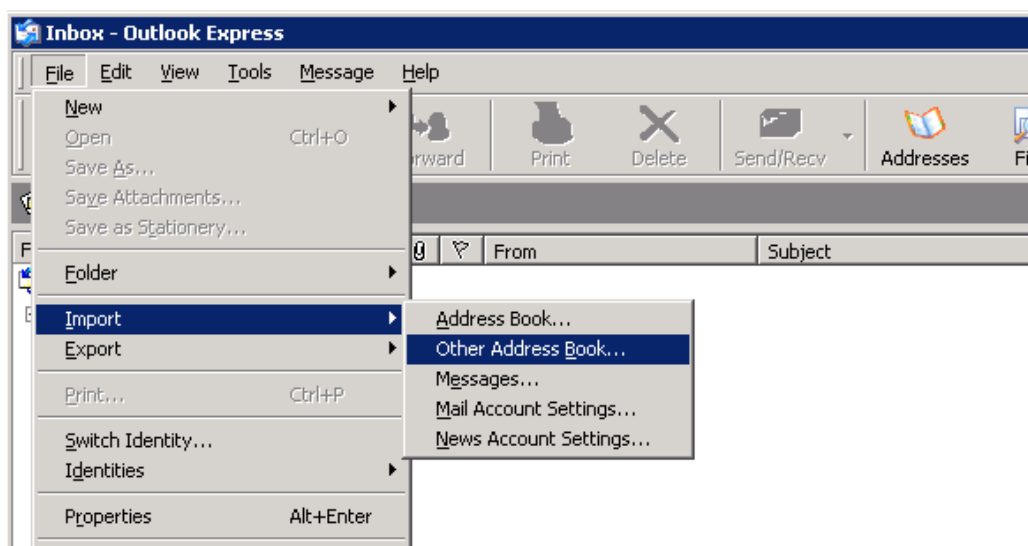 Inbox - Outlook Express
File Edit View Tools Message Help
New
Open Ctrl+O
Save As...
Save Attachments...
Save as Stationery...
Folder
Import
Export
Print... Ctrl+P
Switch Identity...
Identities
Properties Alt+Enter
rward Print Delete Send/Recv Addresses Fi
F From Subject
Address Book...
Other Address Book...
Messages...
Mail Account Settings...
News Account Settings...